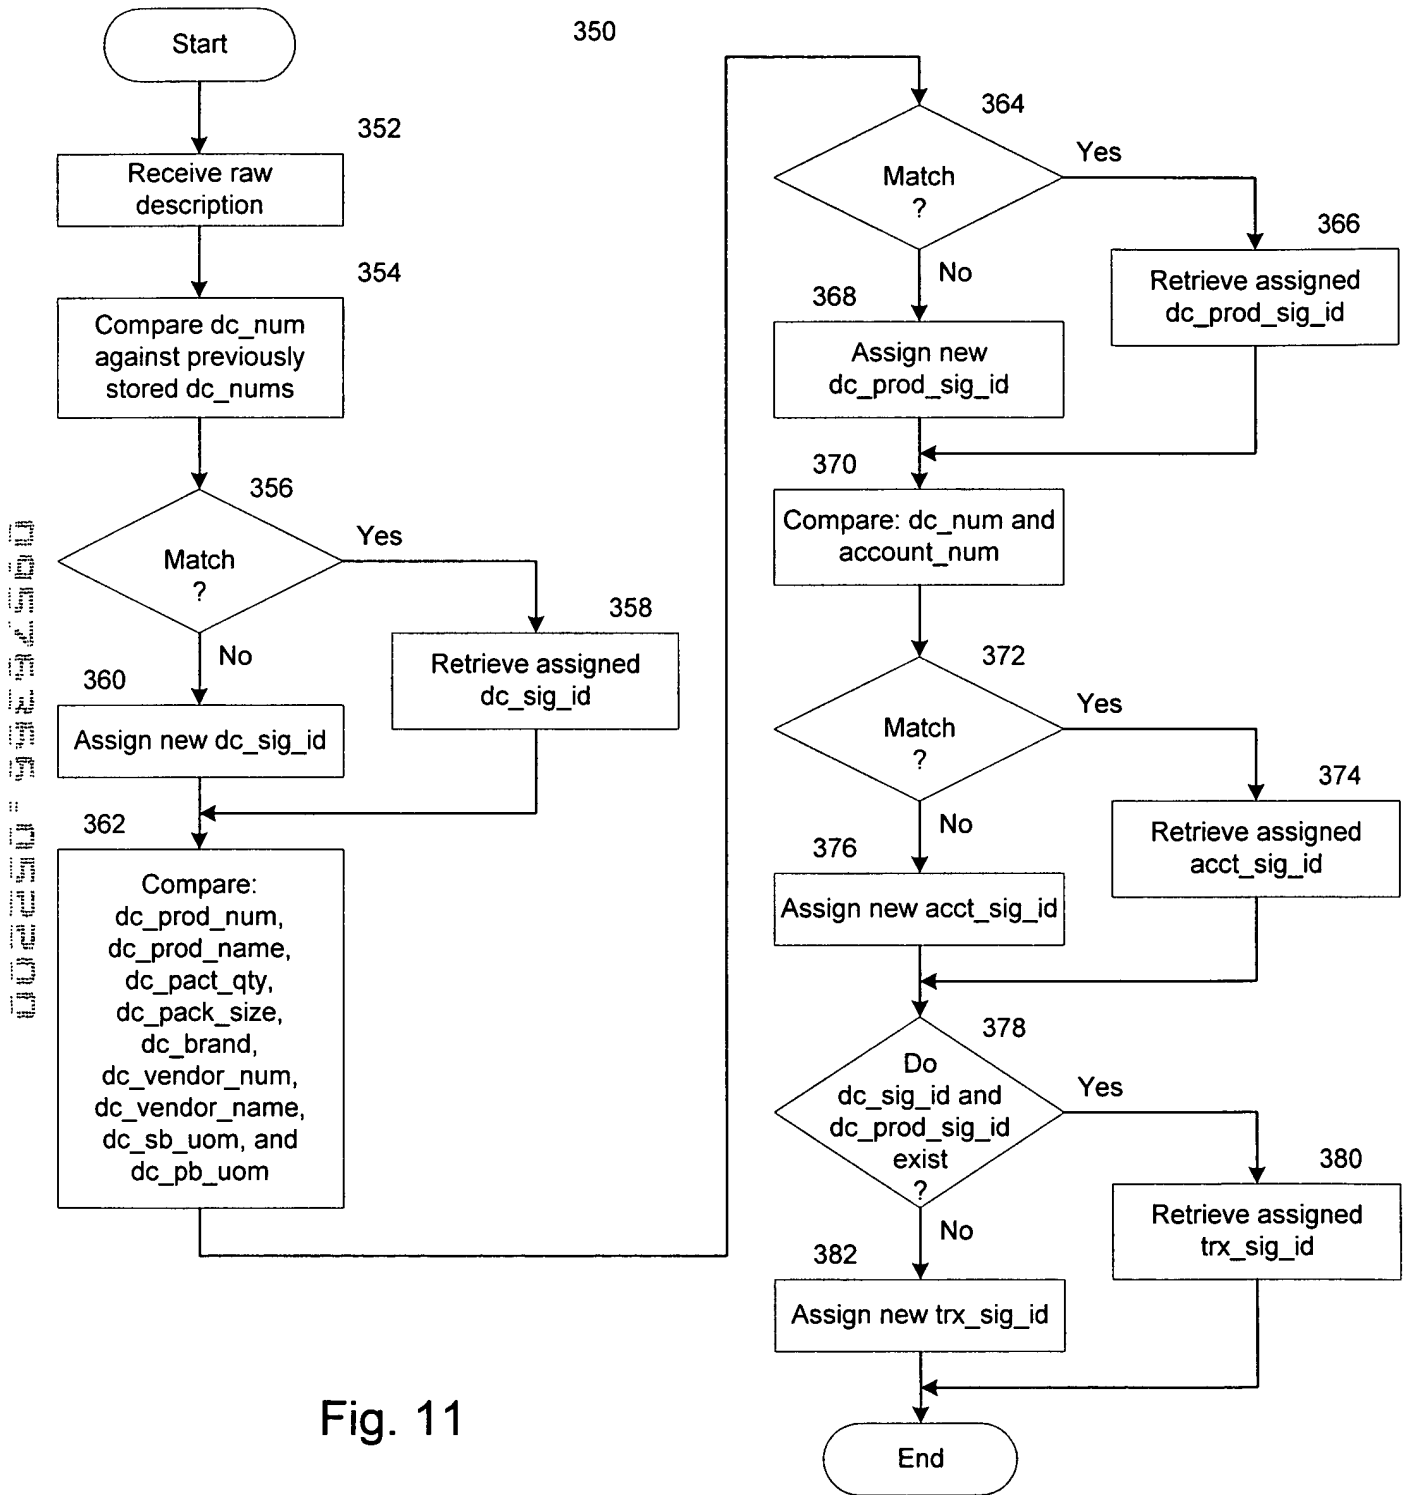 Start
350
352
Receive raw
description
354
Compare dc_num
against previously
stored dc_nums
356
Match
?
Yes
No
358
Retrieve assigned
dc_sig_id
360
Assign new dc_sig_id
362
Compare:
dc_prod_num,
dc_prod_name,
dc_pact_qty,
dc_pack_size,
dc_brand,
dc_vendor_num,
dc_vendor_name,
dc_sb_uom, and
dc_pb_uom
364
Match
?
Yes
No
366
Retrieve assigned
dc_prod_sig_id
368
Assign new
dc_prod_sig_id
370
Compare: dc_num and
account_num
372
Match
?
Yes
No
374
Retrieve assigned
acct_sig_id
376
Assign new acct_sig_id
378
Do
dc_sig_id and
dc_prod_sig_id
exist
?
Yes
No
380
Retrieve assigned
trx_sig_id
382
Assign new trx_sig_id
End
Fig. 11